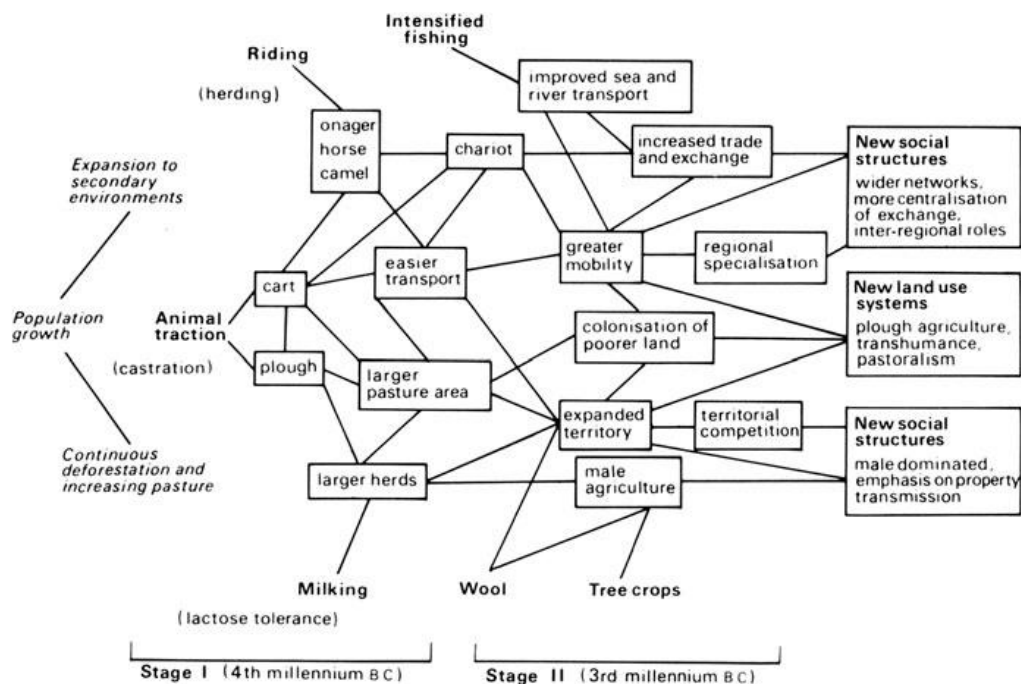 Intensified
fishing
Riding
(herding)
improved sea and
river transport
onager
horse
camel
chariot
increased trade
and exchange
New social
structures
wider networks,
more centralisation
of exchange,
inter-regional roles
Expansion to
secondary
environments
greater
mobility
regional
specialisation
easier
transport
cart
New land use
systems
plough agriculture,
transhumance,
pastoralism
Population
growth
Animal
traction
(castration)
colonisation of
poorer land
plough
larger
pasture area
expanded
territory
territorial
competition
New social
structures
male dominated,
emphasis on property
transmission
Continuous
deforestation and
increasing pasture
larger herds
male
agriculture
Milking
(lactose tolerance)
Wool
Tree crops
Stage I (4th millennium BC)
Stage II (3rd millennium BC)